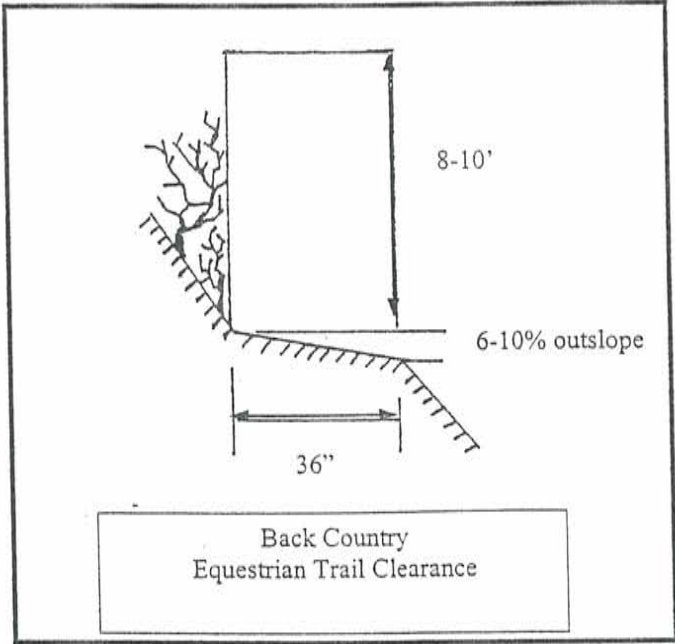 8-10’
6-10% outslope
36”
Back Country
Equestrian Trail Clearance